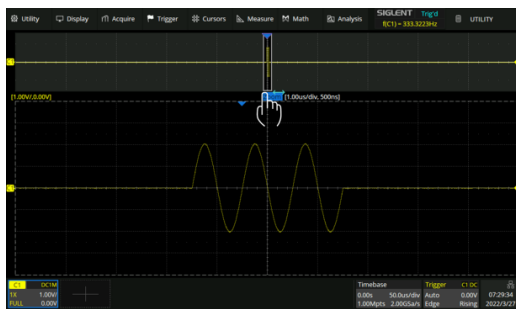 Utility Display Acquire Trigger Cursors Measure Math Analysis SIGLENT Trig'd UTILITY
f(C1) = 333.3223Hz
C1
[1.00V/,0.00V] [1.00us/div, 500ns]
C1
C1 DC1M Timebase Trigger C1 DC
1X 1.00V/ 0.00s 50.0us/div Auto 0.00V 07:29:34
FULL 0.00V 1.00Mpts 2.00GSa/s Edge Rising 2022/3/27